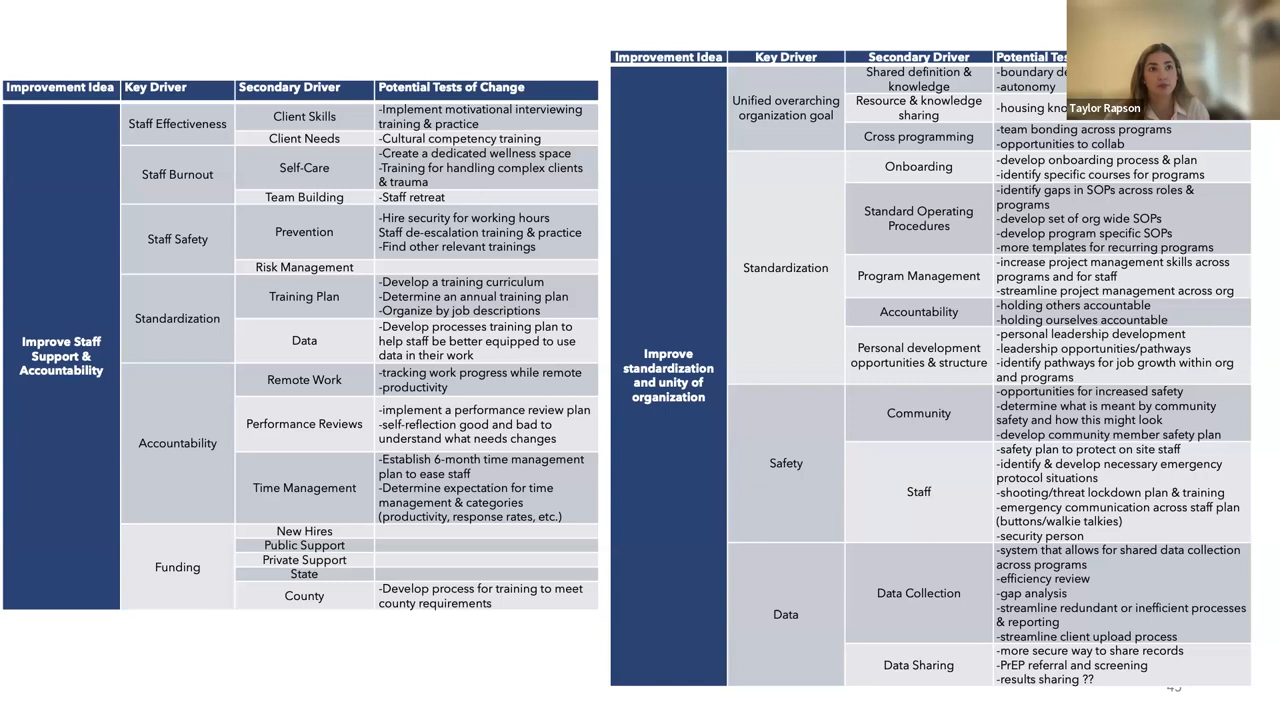 Improvement Idea Key Driver Secondary Driver Potential Tests of Change
Improve Staff
Support &
Accountability
Staff Effectiveness
Client Skills
-Implement motivational interviewing
training & practice
Client Needs
-Cultural competency training
Staff Burnout
Self-Care
-Create a dedicated wellness space
-Training for handling complex clients
& trauma
Team Building
-Staff retreat
Staff Safety
Prevention
-Hire security for working hours
Staff de-escalation training & practice
-Find other relevant trainings
Risk Management
Standardization
Training Plan
-Develop a training curriculum
-Determine an annual training plan
-Organize by job descriptions
Data
-Develop processes training plan to
help staff be better equipped to use
data in their work
Accountability
Remote Work
-tracking work progress while remote
-productivity
Performance Reviews
-implement a performance review plan
-self-reflection good and bad to
understand what needs changes
Time Management
-Establish 6-month time management
plan to ease staff
-Determine expectation for time
management & categories
(productivity, response rates, etc.)
Funding
New Hires
Public Support
Private Support
State
County
-Develop process for training to meet
county requirements
Improvement Idea Key Driver Secondary Driver Potential
Improve
standardization
and unity of
organization
Unified overarching
organization goal
Shared definition &
knowledge
-boundary
-autonomy
Resource & knowledge
sharing
-housing
Cross programming
-team bonding across programs
-opportunities to collab
Standardization
Onboarding
-develop onboarding process & plan
-identify specific courses for programs
Standard Operating
Procedures
-identify gaps in SOPs across roles &
programs
-develop set of org wide SOPs
-develop program specific SOPs
-more templates for recurring programs
Program Management
-increase project management skills across
programs and for staff
-streamline project management across org
Accountability
-holding others accountable
-holding ourselves accountable
Personal development
opportunities & structure
-personal leadership development
-leadership opportunities/pathways
-identify pathways for job growth within org
and programs
Safety
Community
-opportunities for increased safety
-determine what is meant by community
safety and how this might look
-develop community member safety plan
Staff
-safety plan to protect on site staff
-identify & develop necessary emergency
protocol situations
-shooting/threat lockdown plan & training
-emergency communication across staff plan
(buttons/walkie talkies)
-security person
Data
Data Collection
-system that allows for shared data collection
across programs
-efficiency review
-gap analysis
-streamline redundant or inefficient processes
& reporting
-streamline client upload process
Data Sharing
-more secure way to share records
-PrEP referral and screening
-results sharing ??
Taylor Rapson